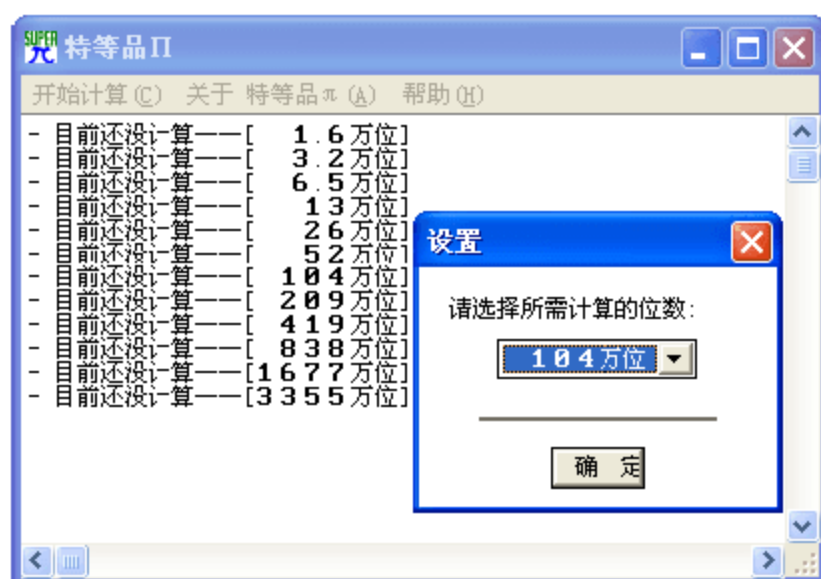 SUPER π 特等品Π
开始计算(C) 关于 特等品π(A) 帮助(H)
- 目前还没计算——[ 1.6万位]
- 目前还没计算——[ 3.2万位]
- 目前还没计算——[ 6.5万位]
- 目前还没计算——[ 13万位]
- 目前还没计算——[ 26万位]
- 目前还没计算——[ 52万位]
- 目前还没计算——[ 104万位]
- 目前还没计算——[ 209万位]
- 目前还没计算——[ 419万位]
- 目前还没计算——[ 838万位]
- 目前还没计算——[1677万位]
- 目前还没计算——[3355万位]
设置
请选择所需计算的位数:
104万位
确 定